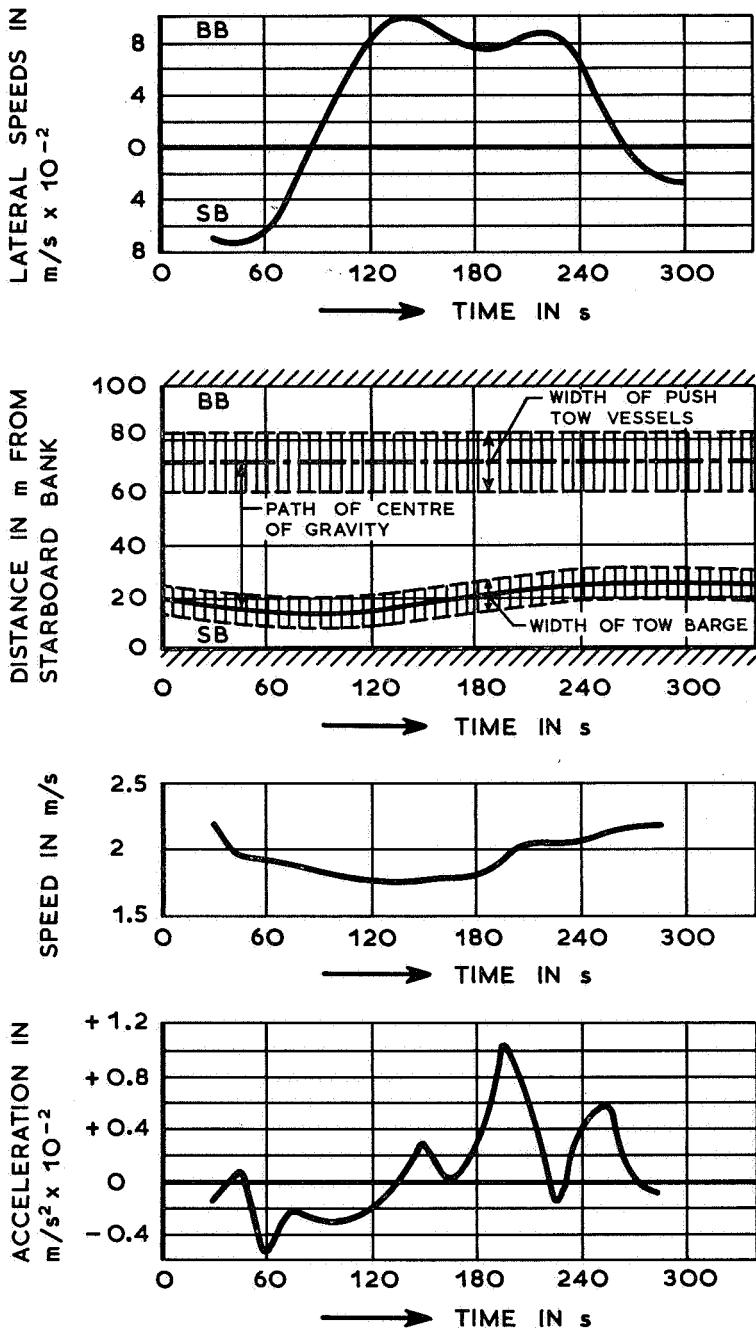 LATERAL SPEEDS IN
m/s x 10⁻²
8
4
0
4
8
BB
SB
0 60 120 180 240 300
TIME IN s
DISTANCE IN m FROM
STARBOARD BANK
100
80
60
40
20
0
BB
WIDTH OF PUSH
TOW VESSELS
PATH OF CENTRE
OF GRAVITY
SB
WIDTH OF TOW BARGE
0 60 120 180 240 300
TIME IN s
SPEED IN m/s
2.5
2
1.5
0 60 120 180 240 300
TIME IN s
ACCELERATION IN
m/s² x 10⁻²
+ 1.2
+ 0.8
+ 0.4
0
- 0.4
0 60 120 180 240 300
TIME IN s